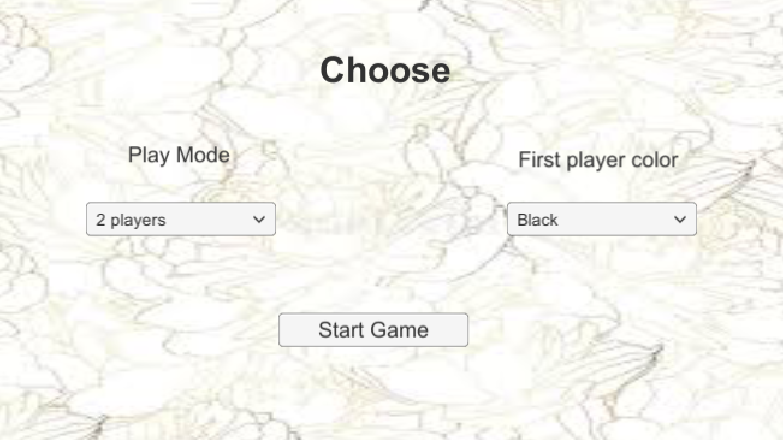 Choose
Play Mode
First player color
2 players
Black
Start Game